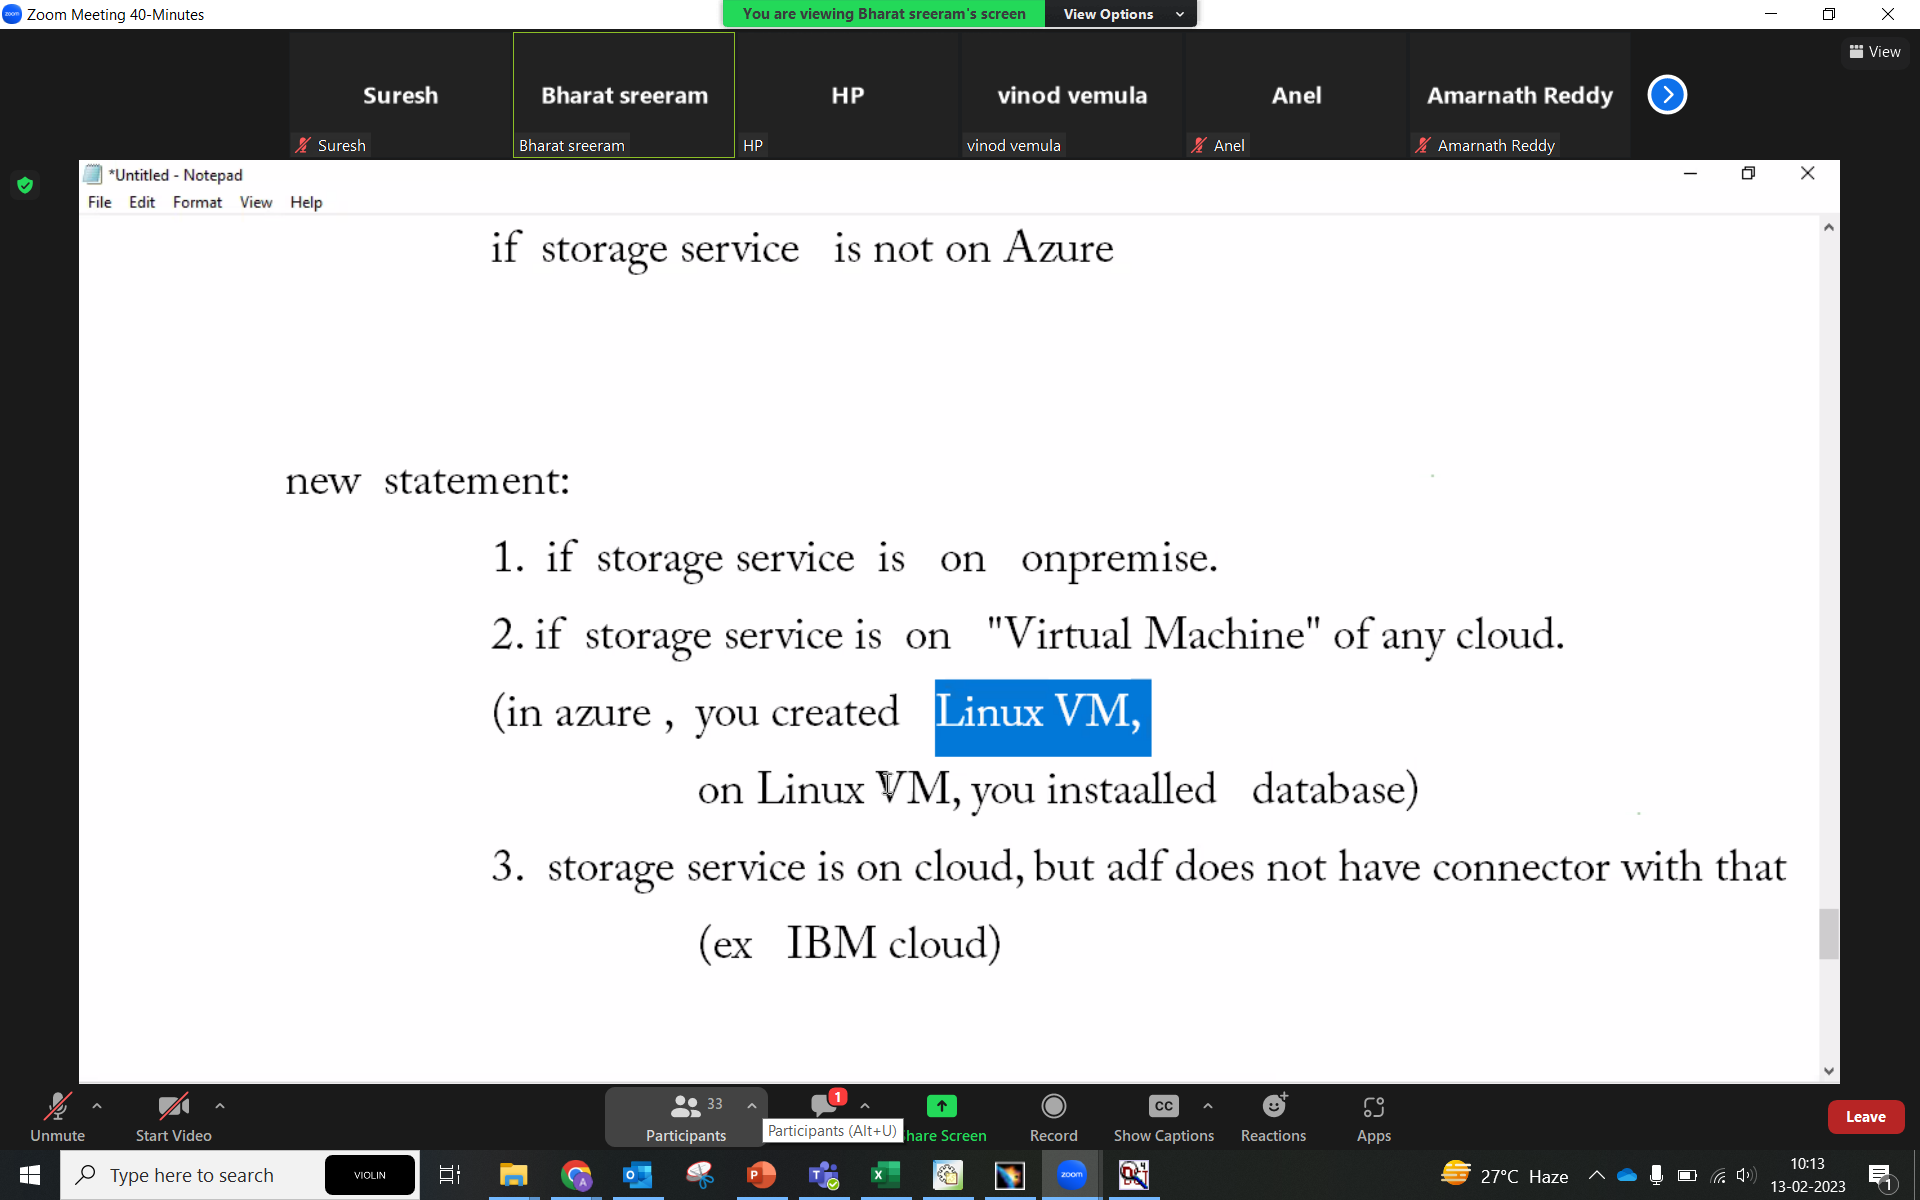 Zoom Meeting 40-Minutes
You are viewing Bharat sreeram's screen
View Options
View
Suresh
Bharat sreeram
HP
vinod vemula
Anel
Amarnath Reddy
Suresh
Bharat sreeram
HP
vinod vemula
Anel
Amarnath Reddy
*Untitled - Notepad
File Edit Format View Help
if storage service is not on Azure
new statement:
1. if storage service is on onpremise.
2. if storage service is on "Virtual Machine" of any cloud.
(in azure , you created Linux VM,
on Linux VM, you instaalled database)
3. storage service is on cloud, but adf does not have connector with that
(ex IBM cloud)
Unmute
Start Video
33
Participants
1
Participants (Alt+U)
hare Screen
Record
CC
Show Captions
Reactions
Apps
Leave
Type here to search
VIOLIN
zoom
27°C Haze
10:13
13-02-2023
1